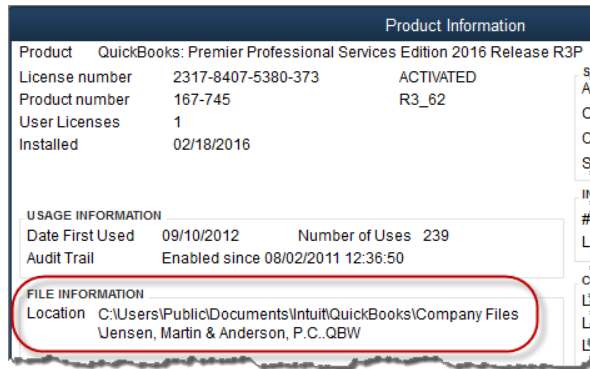 Product Information
Product QuickBooks: Premier Professional Services Edition 2016 Release R3P
License number 2317-8407-5380-373 ACTIVATED
Product number 167-745 R3_62
User Licenses 1
Installed 02/18/2016
USAGE INFORMATION
Date First Used 09/10/2012 Number of Uses 239
Audit Trail Enabled since 08/02/2011 12:36:50
FILE INFORMATION
Location C:\Users\Public\Documents\Intuit\QuickBooks\Company Files
\Jensen, Martin & Anderson, P.C..QBW